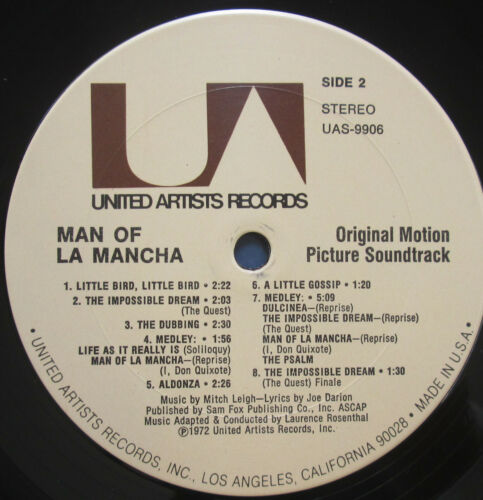 UA
SIDE 2
STEREO
UAS-9906
UNITED ARTISTS RECORDS
MAN OF
LA MANCHA
Original Motion
Picture Soundtrack
1. LITTLE BIRD, LITTLE BIRD • 2:22
2. THE IMPOSSIBLE DREAM • 2:03
(The Quest)
3. THE DUBBING • 2:30
4. MEDLEY: • 1:56
LIFE AS IT REALLY IS (Soliloquy)
MAN OF LA MANCHA—(Reprise)
(I, Don Quixote)
5. ALDONZA • 2:26
6. A LITTLE GOSSIP • 1:20
7. MEDLEY: • 5:09
DULCINEA—(Reprise)
THE IMPOSSIBLE DREAM—(Reprise)
(The Quest)
MAN OF LA MANCHA—(Reprise)
(I, Don Quixote)
THE PSALM
8. THE IMPOSSIBLE DREAM • 1:30
(The Quest) Finale
Music by Mitch Leigh—Lyrics by Joe Darion
Published by Sam Fox Publishing Co., Inc. ASCAP
Music Adapted & Conducted by Laurence Rosenthal
℗1972 United Artists Records, Inc.
• UNITED ARTISTS RECORDS, INC., LOS ANGELES, CALIFORNIA 90028 • MADE IN U.S.A. •